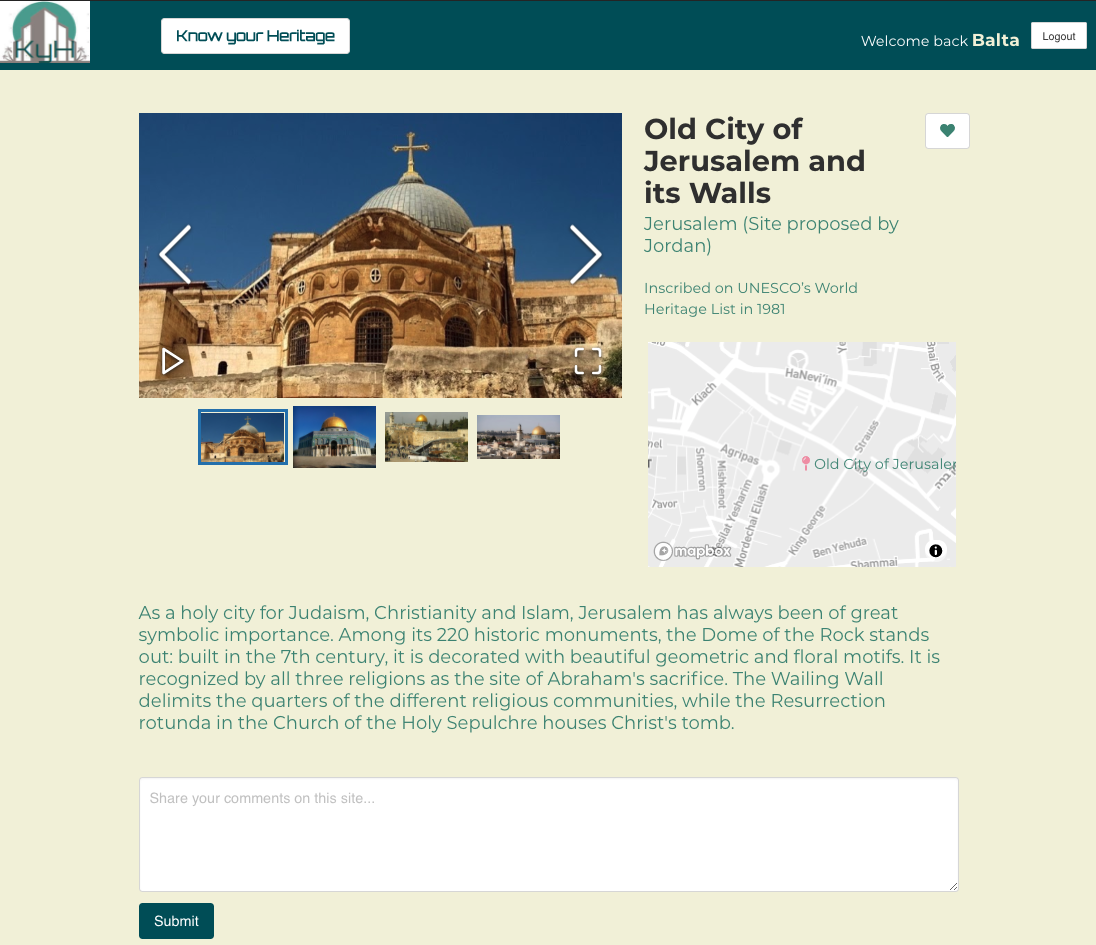 KyH
Know your Heritage
Welcome back Balta
Logout
Old City of
Jerusalem and
its Walls
Jerusalem (Site proposed by
Jordan)
Inscribed on UNESCO's World
Heritage List in 1981
HaNevi'im
Bnai Brit
Kiach
Strauss
Agripas
Old City of Jerusalem
Shomron
Mishkenot
Tavor
Mesilat Yesharim
Mordechai Eliash
King George
Ben Yehuda
Shammai
mapbox
As a holy city for Judaism, Christianity and Islam, Jerusalem has always been of great
symbolic importance. Among its 220 historic monuments, the Dome of the Rock stands
out: built in the 7th century, it is decorated with beautiful geometric and floral motifs. It is
recognized by all three religions as the site of Abraham's sacrifice. The Wailing Wall
delimits the quarters of the different religious communities, while the Resurrection
rotunda in the Church of the Holy Sepulchre houses Christ's tomb.
Share your comments on this site...
Submit